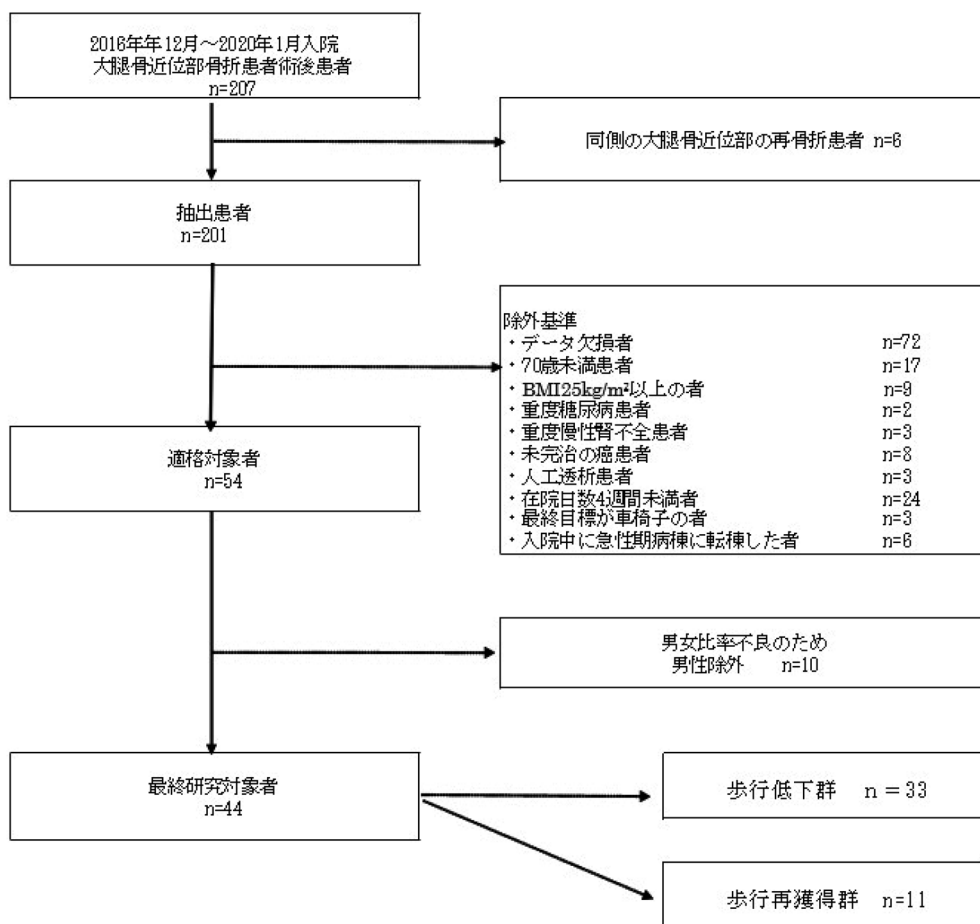 2016年年12月～2020年1月入院
大腿骨近位部骨折患者術後患者
n=207
同側の大腿骨近位部の再骨折患者 n=6
抽出患者
n=201
除外基準
・データ欠損者 n=72
・70歳未満患者 n=17
・BMI25kg/m²以上の者 n=9
・重度糖尿病患者 n=2
・重度慢性腎不全患者 n=3
・未完治の癌患者 n=8
・人工透析患者 n=3
・在院日数4週間未満者 n=24
・最終目標が車椅子の者 n=3
・入院中に急性期病棟に転棟した者 n=6
適格対象者
n=54
男女比率不良のため
男性除外 n=10
最終研究対象者
n=44
歩行低下群 n＝33
歩行再獲得群 n=11